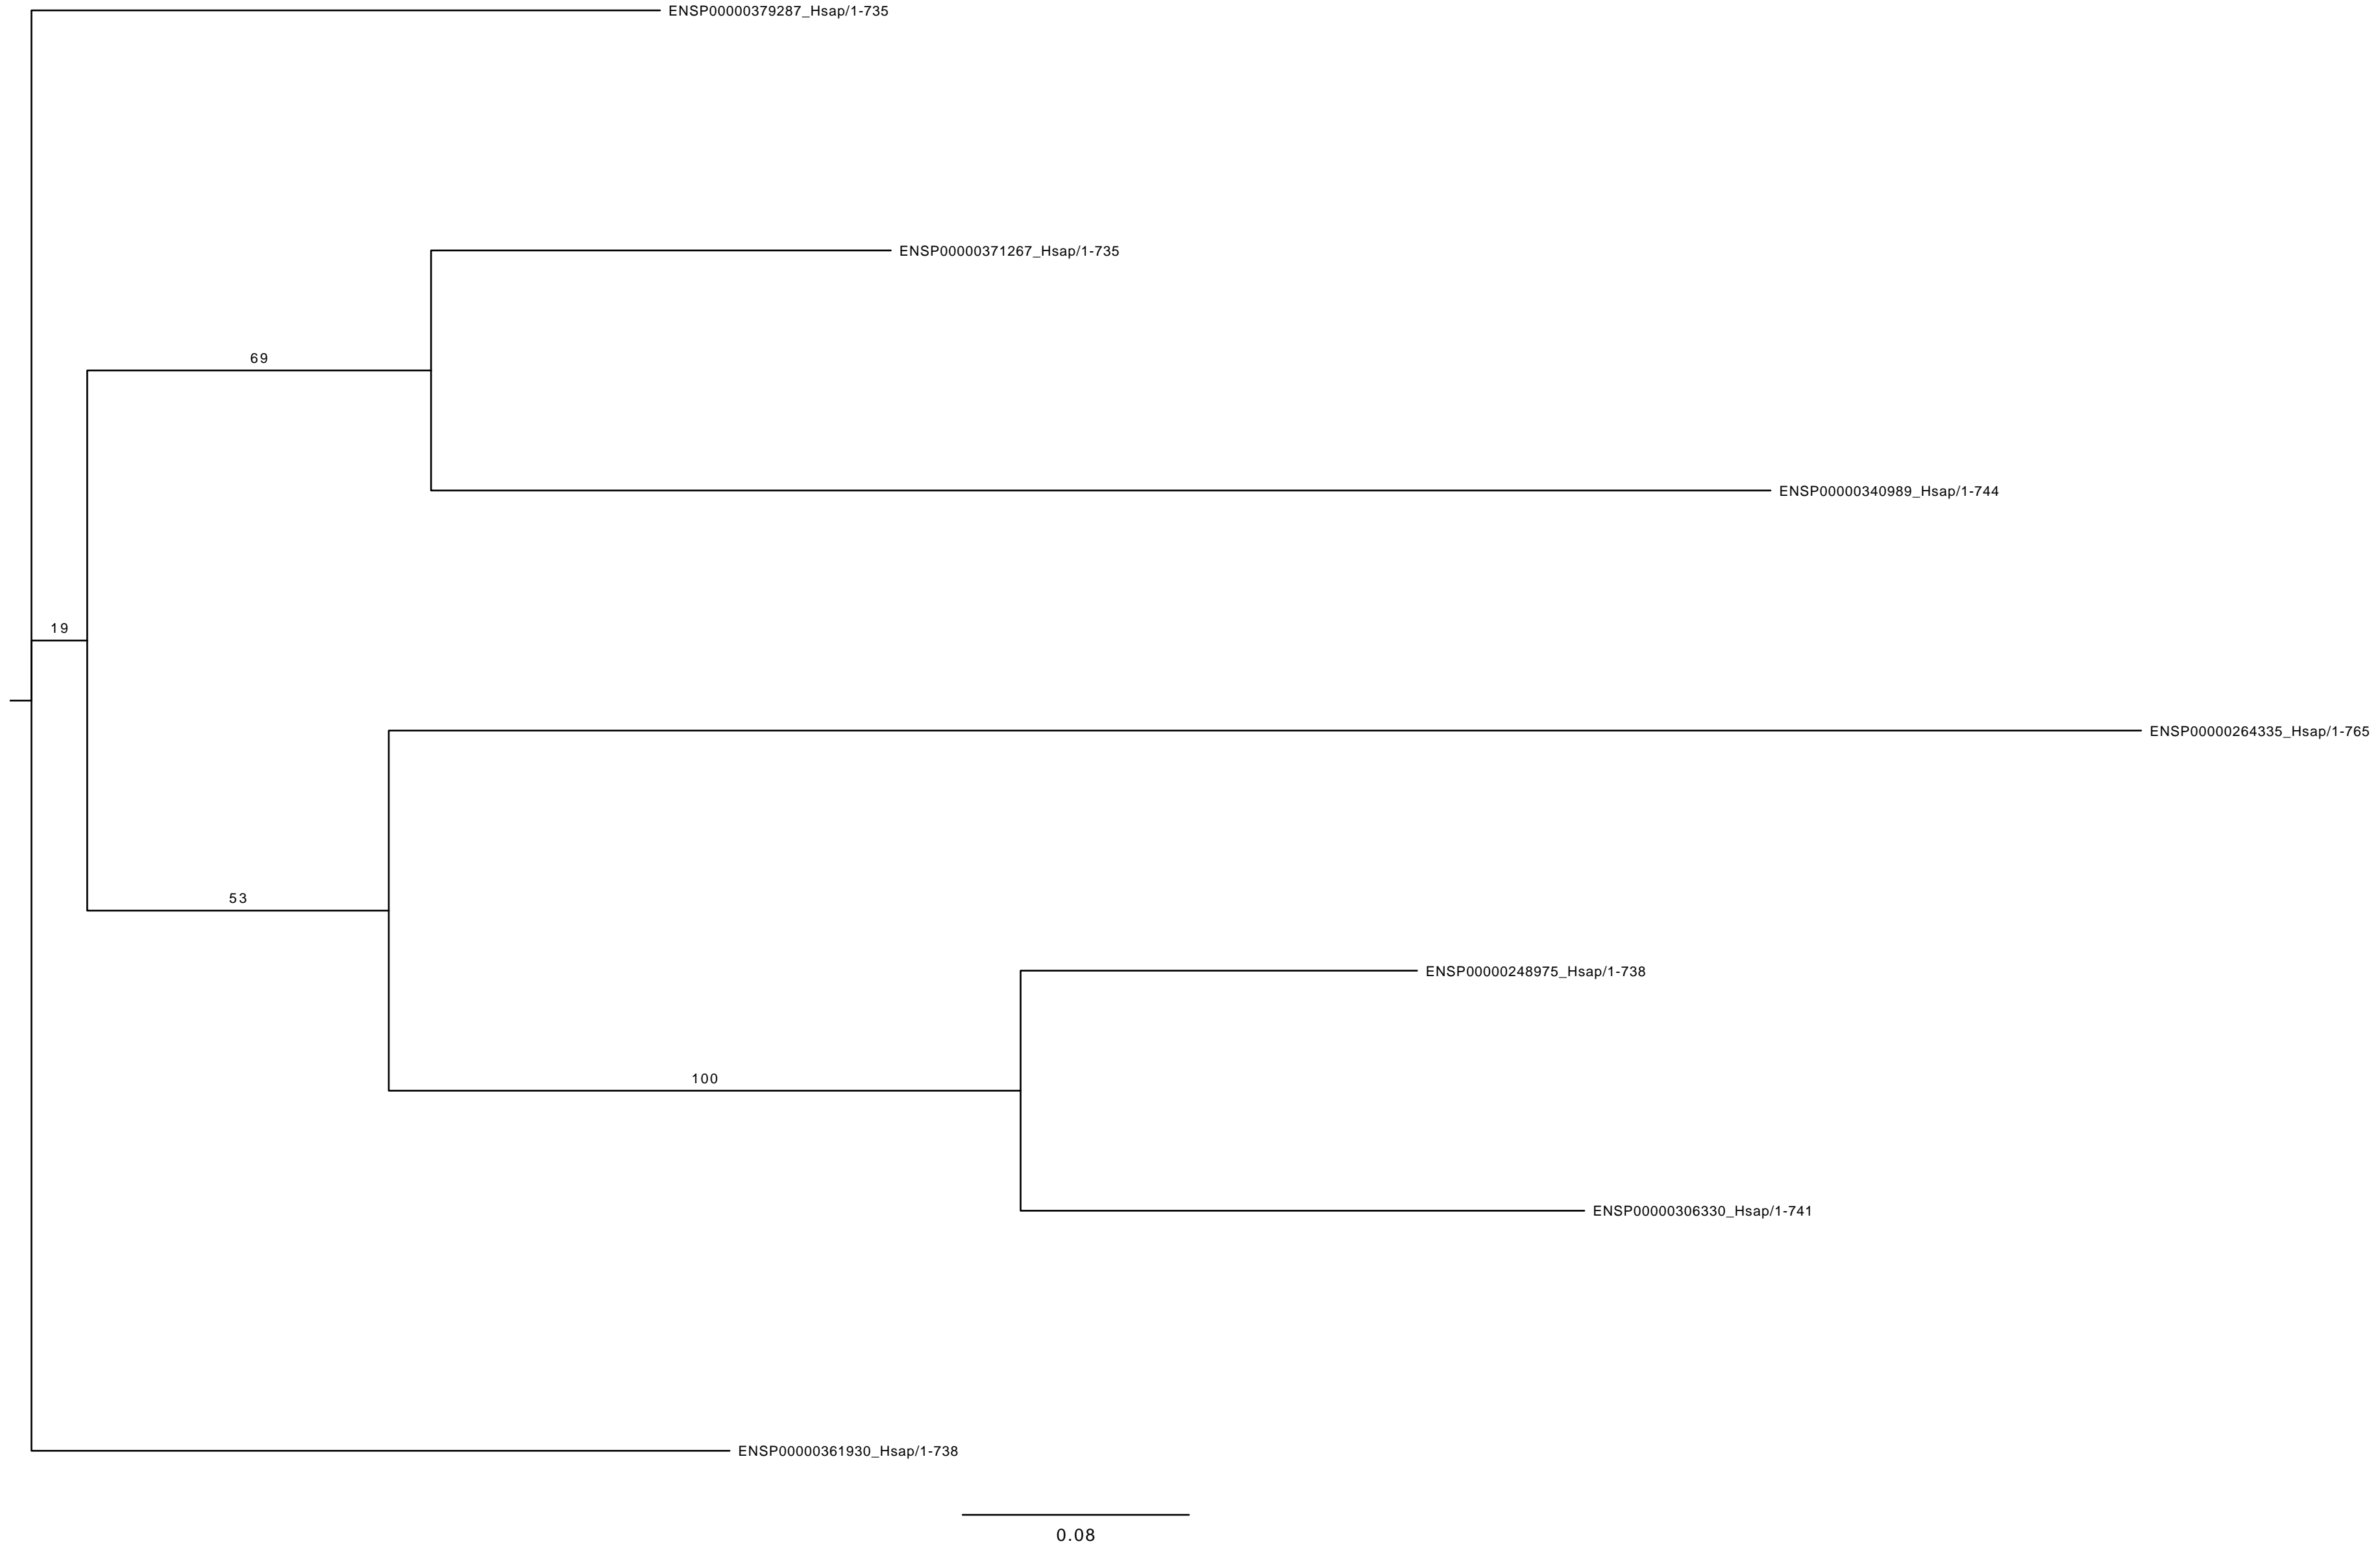 ENSP00000379287_Hsap/1-735
ENSP00000371267_Hsap/1-735
69
ENSP00000340989_Hsap/1-744
19
ENSP00000264335_Hsap/1-765
53
ENSP00000248975_Hsap/1-738
100
ENSP00000306330_Hsap/1-741
ENSP00000361930_Hsap/1-738
0.08